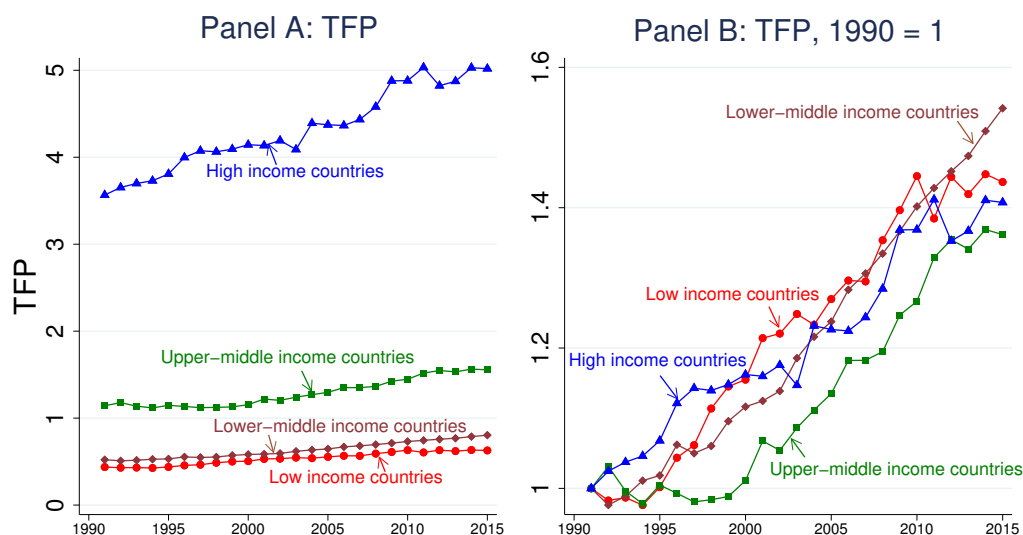 Panel A: TFP
5
4
3
2
1
0
TFP
High income countries
Upper−middle income countries
Lower−middle income countries
Low income countries
1990
1995
2000
2005
2010
2015
Panel B: TFP, 1990 = 1
1.6
1.4
1.2
1
Lower−middle income countries
Low income countries
High income countries
Upper−middle income countries
1990
1995
2000
2005
2010
2015